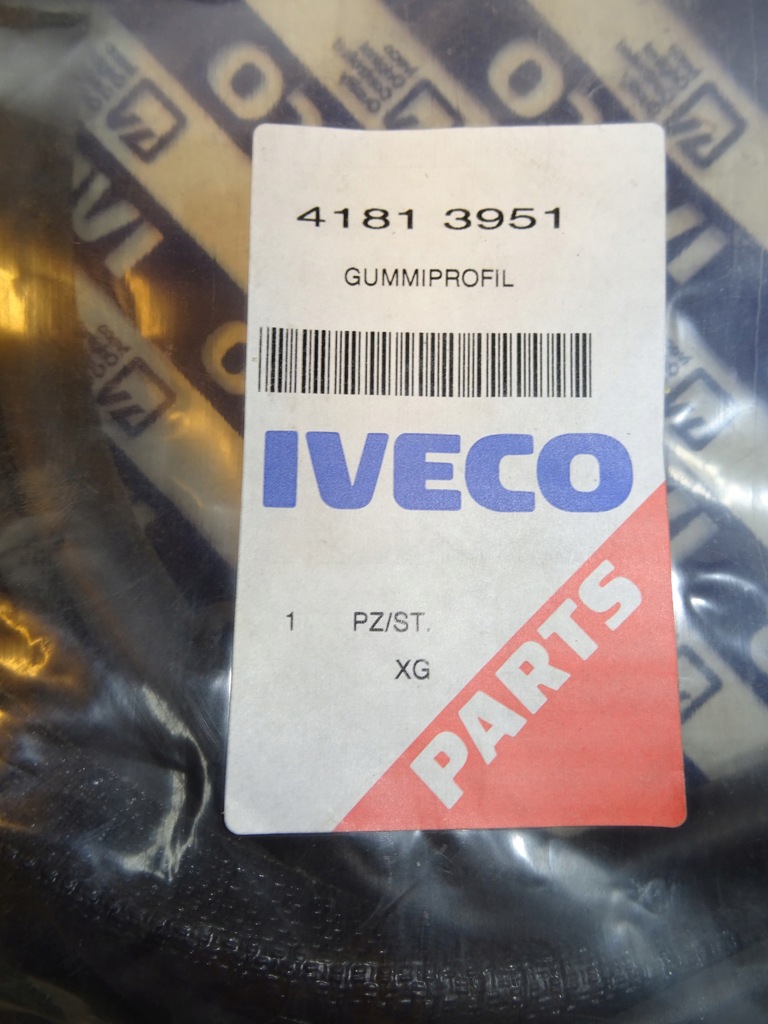 4181 3951
GUMMIPROFIL
IVECO
1 PZ/ST.
XG
PARTS